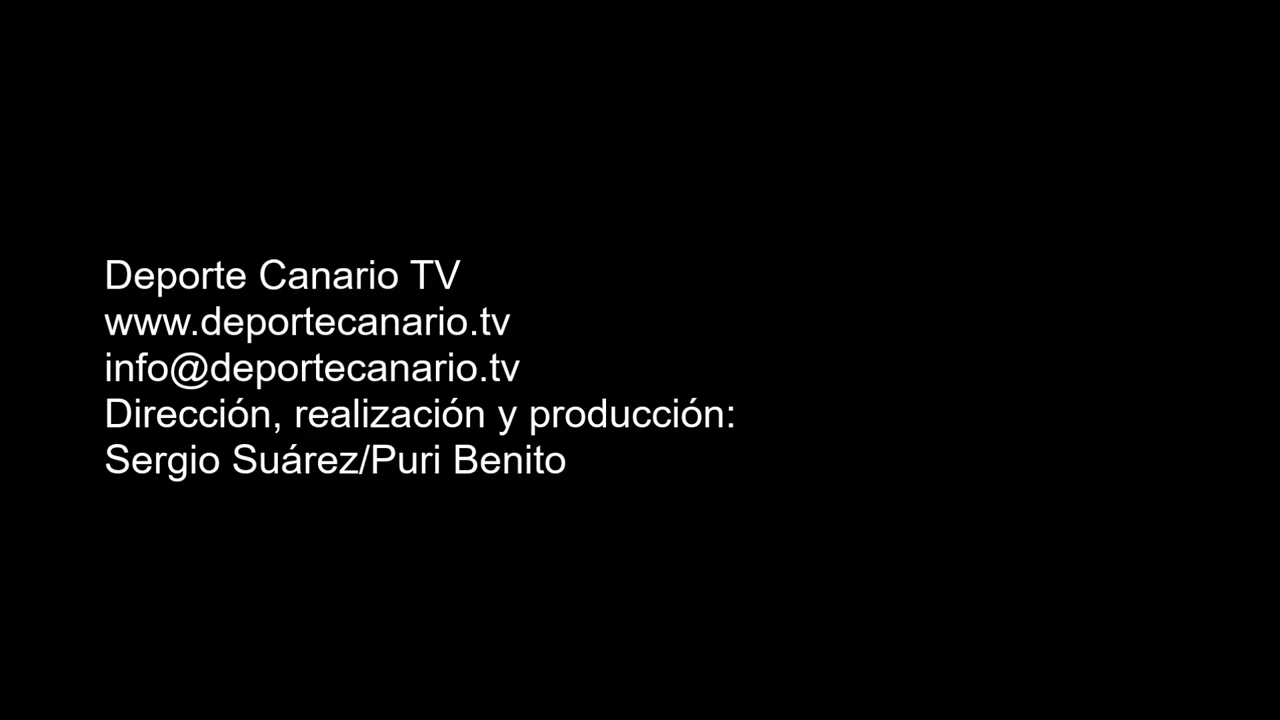 Deporte Canario TV
www.deportecanario.tv
info@deportecanario.tv
Dirección, realización y producción:
Sergio Suárez/Puri Benito